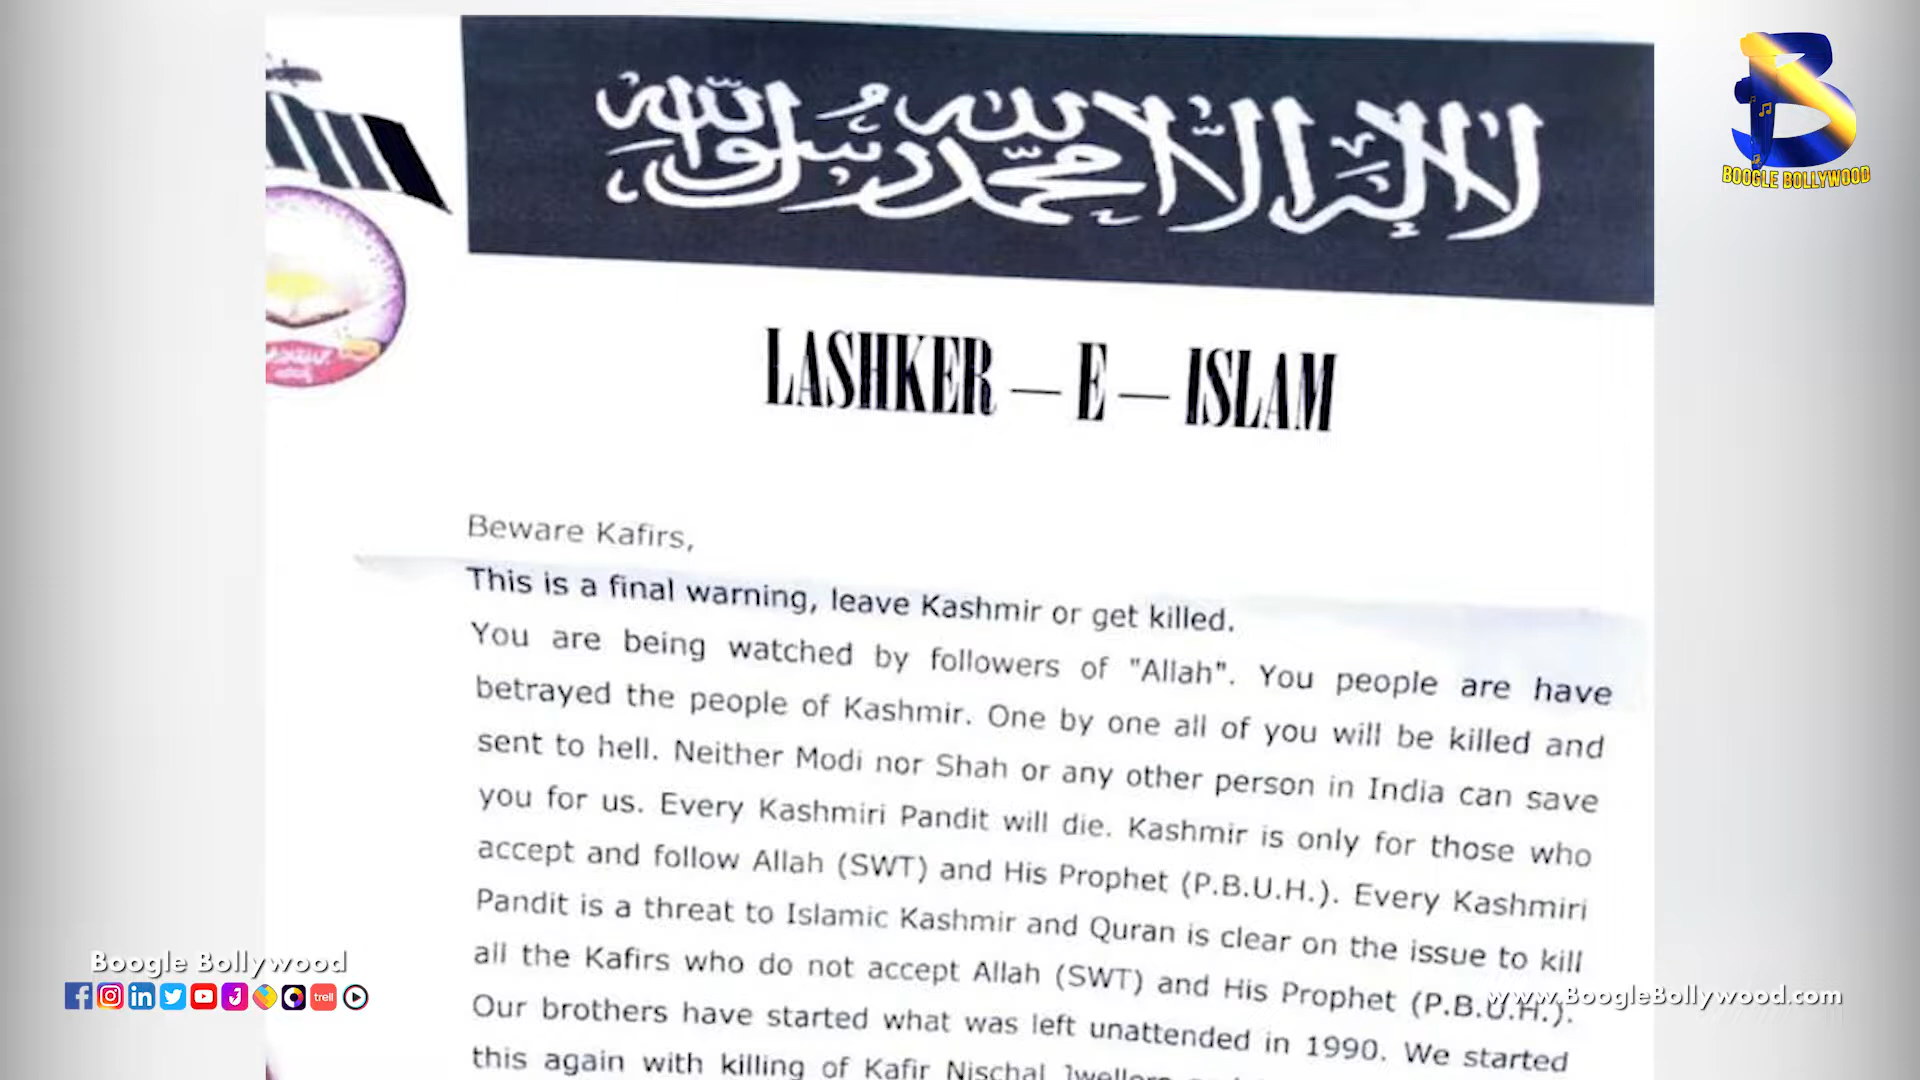 لا إله إلا الله محمد رسول الله
BOOGLE BOLLYWOOD
LASHKER – E – ISLAM
Beware Kafirs,
This is a final warning, leave Kashmir or get killed.
You are being watched by followers of "Allah". You people are have
betrayed the people of Kashmir. One by one all of you will be killed and
sent to hell. Neither Modi nor Shah or any other person in India can save
you for us. Every Kashmiri Pandit will die. Kashmir is only for those who
accept and follow Allah (SWT) and His Prophet (P.B.U.H.). Every Kashmiri
Pandit is a threat to Islamic Kashmir and Quran is clear on the issue to kill
all the Kafirs who do not accept Allah (SWT) and His Prophet (P.B.U.H.).
Our brothers have started what was left unattended in 1990. We started
this again with killing of Kafir Nischal Jwellers
Boogle Bollywood
trell
www.BoogleBollywood.com